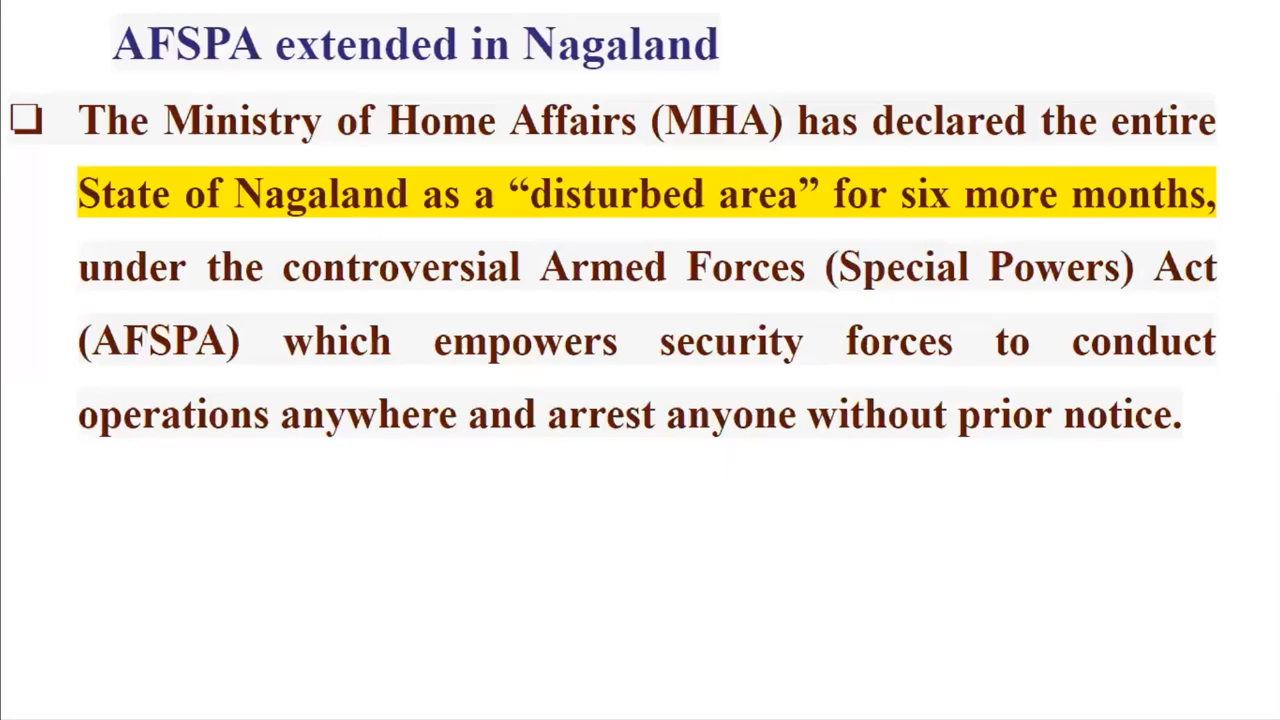 AFSPA extended in Nagaland
❑ The Ministry of Home Affairs (MHA) has declared the entire
State of Nagaland as a “disturbed area” for six more months,
under the controversial Armed Forces (Special Powers) Act
(AFSPA) which empowers security forces to conduct
operations anywhere and arrest anyone without prior notice.